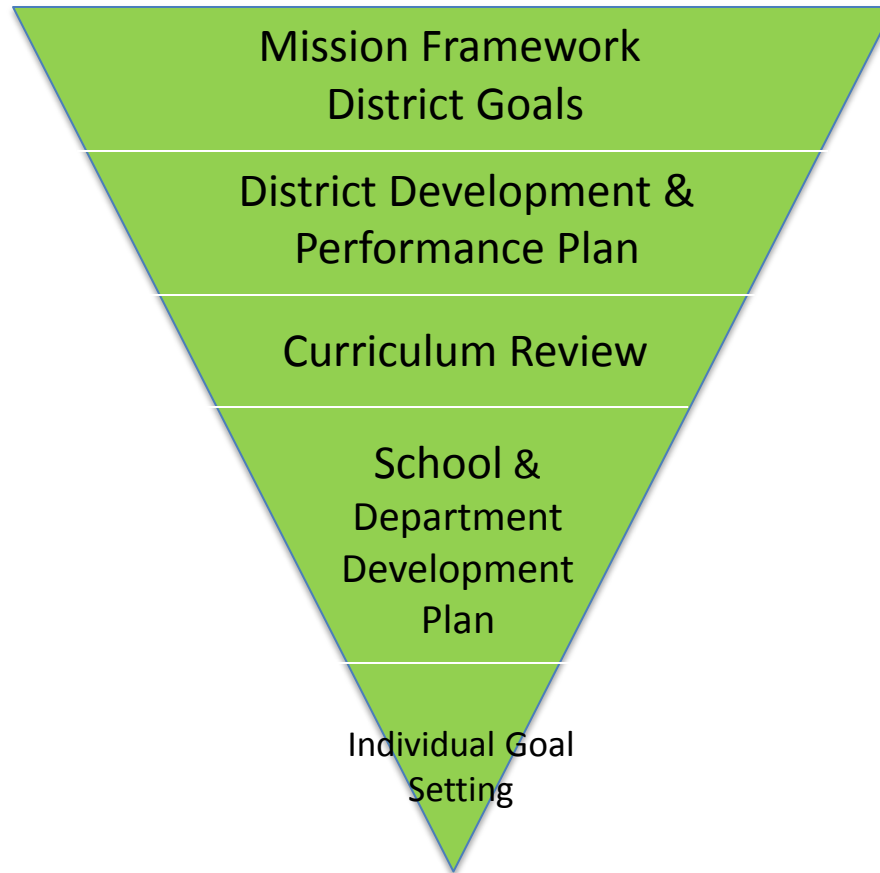 Mission Framework
District Goals
District Development &
Performance Plan
Curriculum Review
School &
Department
Development
Plan
Individual Goal
Setting